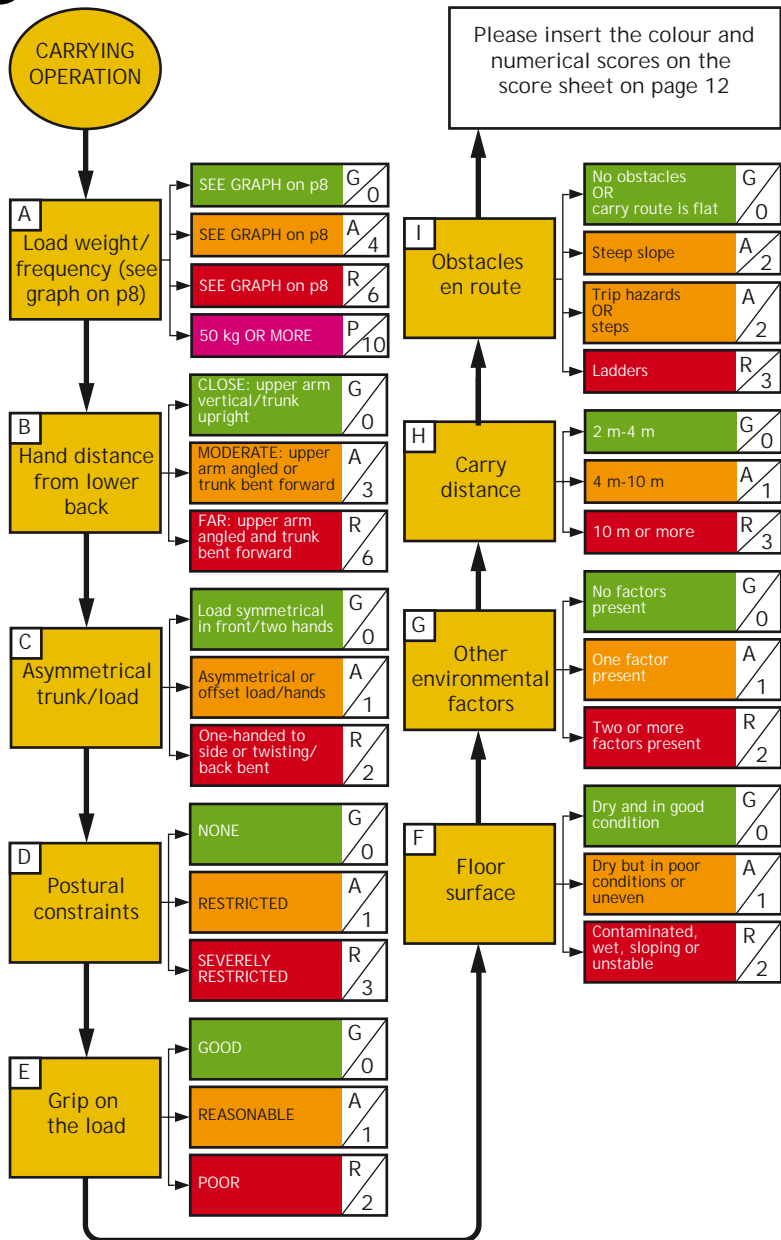 CARRYING
OPERATION
A
Load weight/
frequency (see
graph on p8)
SEE GRAPH on p8
G
0
SEE GRAPH on p8
A
4
SEE GRAPH on p8
R
6
50 kg OR MORE
P
10
B
Hand distance
from lower
back
CLOSE: upper arm
vertical/trunk
upright
G
0
MODERATE: upper
arm angled or
trunk bent forward
A
3
FAR: upper arm
angled and trunk
bent forward
R
6
C
Asymmetrical
trunk/load
Load symmetrical
in front/two hands
G
0
Asymmetrical or
offset load/hands
A
1
One-handed to
side or twisting/
back bent
R
2
D
Postural
constraints
NONE
G
0
RESTRICTED
A
1
SEVERELY
RESTRICTED
R
3
E
Grip on
the load
GOOD
G
0
REASONABLE
A
1
POOR
R
2
F
Floor
surface
Dry and in good
condition
G
0
Dry but in poor
conditions or
uneven
A
1
Contaminated,
wet, sloping or
unstable
R
2
G
Other
environmental
factors
No factors
present
G
0
One factor
present
A
1
Two or more
factors present
R
2
H
Carry
distance
2 m-4 m
G
0
4 m-10 m
A
1
10 m or more
R
3
I
Obstacles
en route
No obstacles
OR
carry route is flat
G
0
Steep slope
A
2
Trip hazards
OR
steps
A
2
Ladders
R
3
Please insert the colour and
numerical scores on the
score sheet on page 12